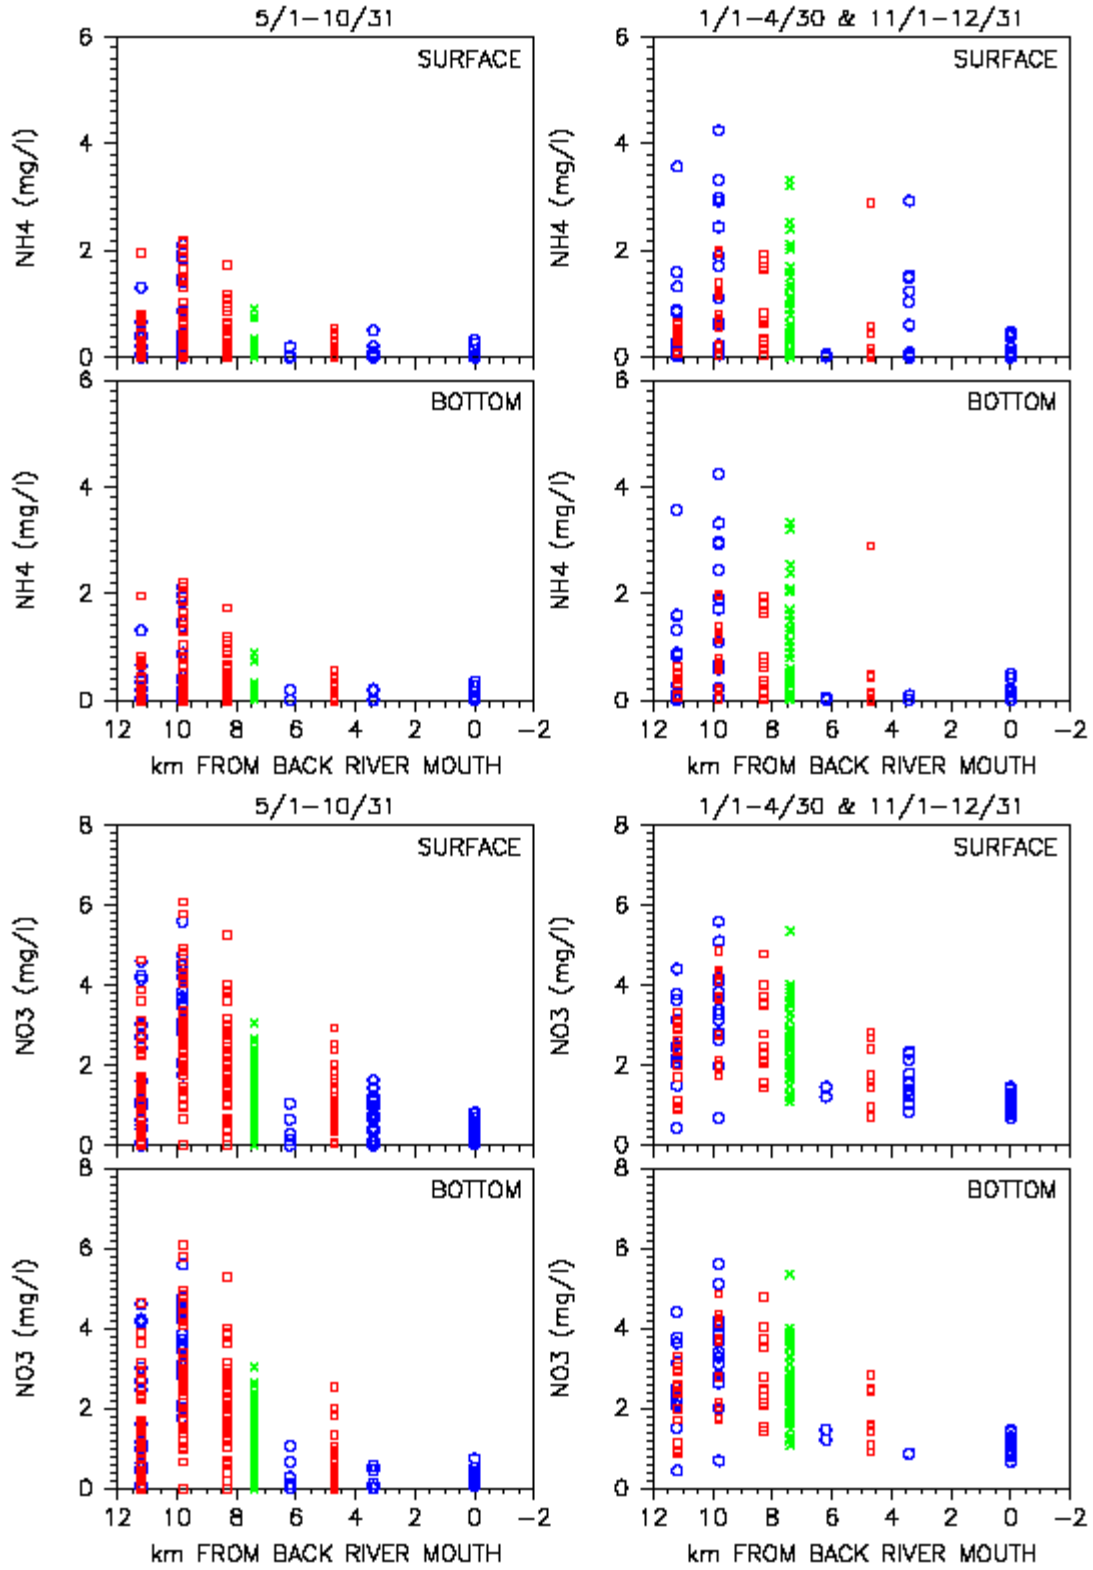 5/1-10/31 1/1-4/30 & 11/1-12/31
6 SURFACE 6 SURFACE
4 4
NH4 (mg/l) NH4 (mg/l)
2 2
0 0
6 BOTTOM 6 BOTTOM
4 4
NH4 (mg/l) NH4 (mg/l)
2 2
0 0
12 10 8 6 4 2 0 -2 12 10 8 6 4 2 0 -2
km FROM BACK RIVER MOUTH km FROM BACK RIVER MOUTH
5/1-10/31 1/1-4/30 & 11/1-12/31
8 SURFACE 8 SURFACE
6 6
4 4
NO3 (mg/l) NO3 (mg/l)
2 2
0 0
8 BOTTOM 8 BOTTOM
6 6
4 4
NO3 (mg/l) NO3 (mg/l)
2 2
0 0
12 10 8 6 4 2 0 -2 12 10 8 6 4 2 0 -2
km FROM BACK RIVER MOUTH km FROM BACK RIVER MOUTH